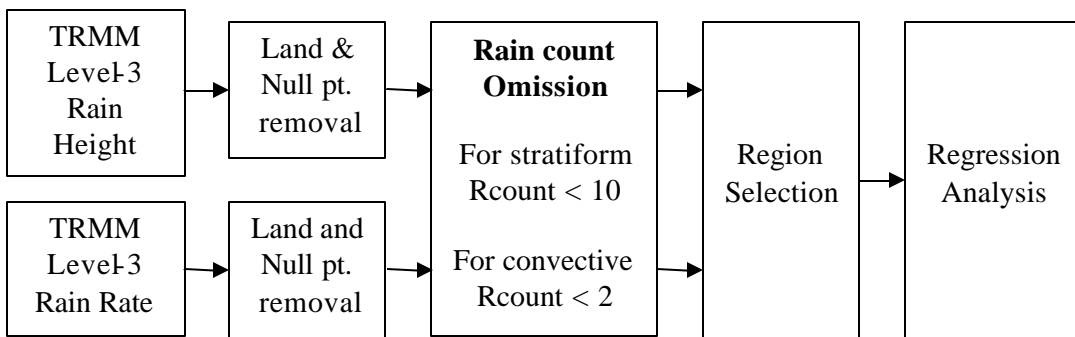 TRMM
Level-3
Rain
Height
Land &
Null pt.
removal
Rain count
Omission
For stratiform
Rcount < 10
For convective
Rcount < 2
TRMM
Level-3
Rain Rate
Land and
Null pt.
removal
Region
Selection
Regression
Analysis